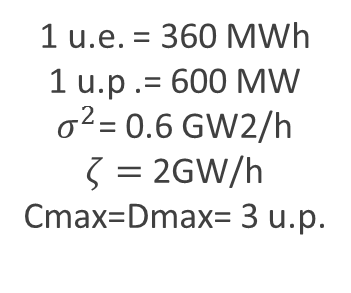 1 u.e. = 360 MWh
1 u.p .= 600 MW
σ²= 0.6 GW2/h
ζ = 2GW/h
Cmax=Dmax= 3 u.p.